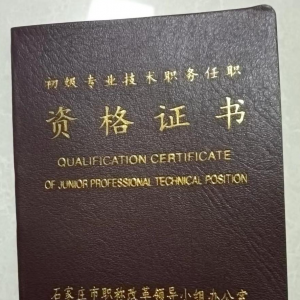 初级专业技术职务任职
资格证书
QUALIFICATION CERTIFICATE
OF JUNIOR PROFESSIONAL TECHNICAL POSITION
石家庄市职称改革领导小组办公室